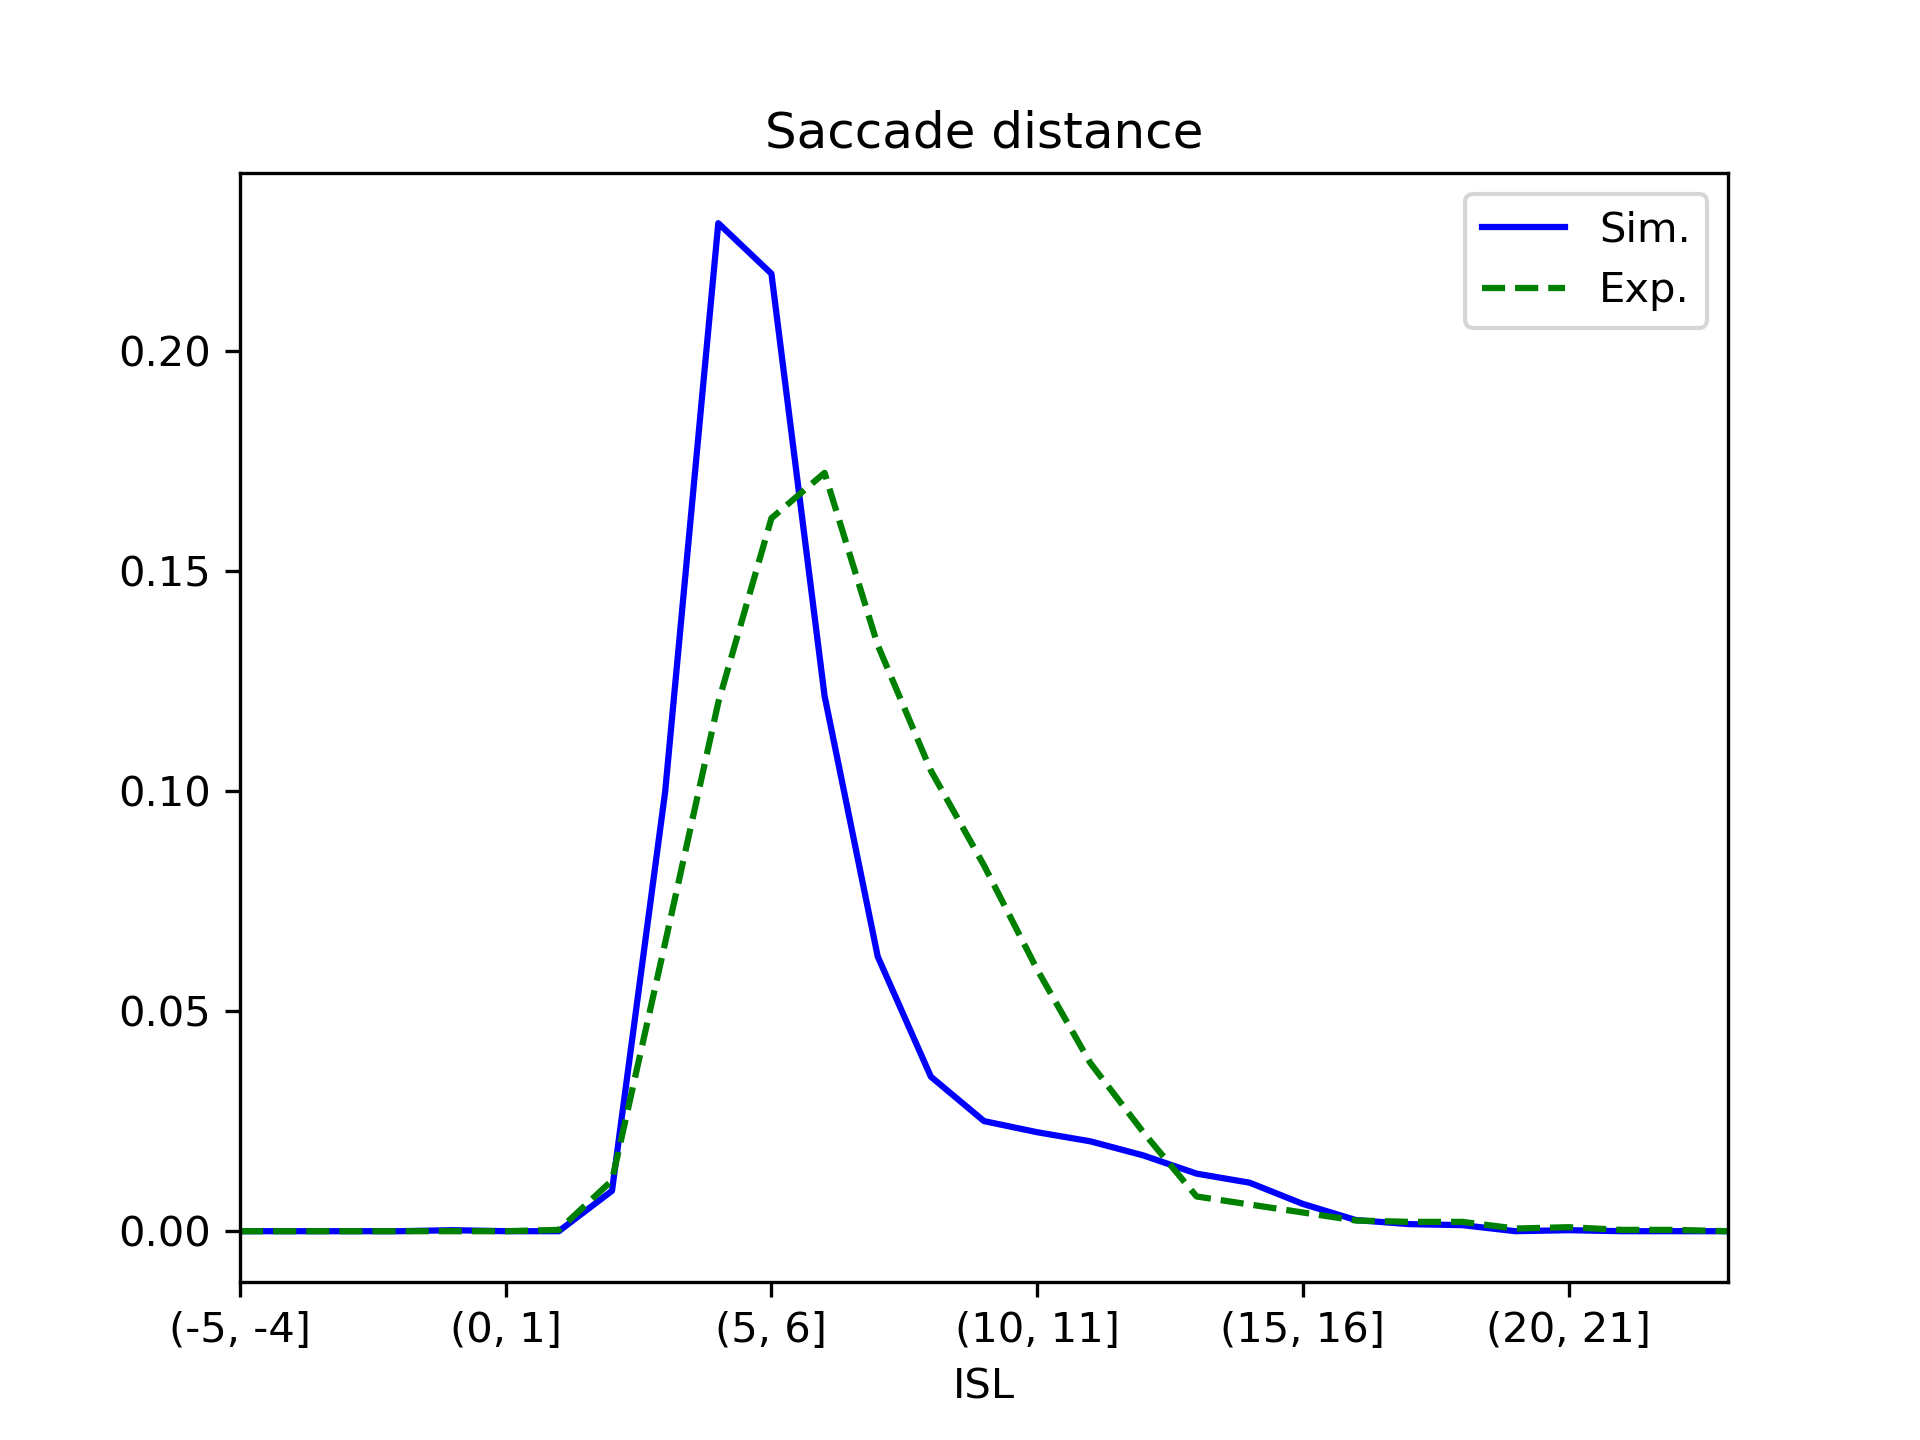 Saccade distance
Sim.
Exp.
0.20
0.15
0.10
0.05
0.00
(-5, -4] (0, 1] (5, 6] (10, 11] (15, 16] (20, 21]
ISL